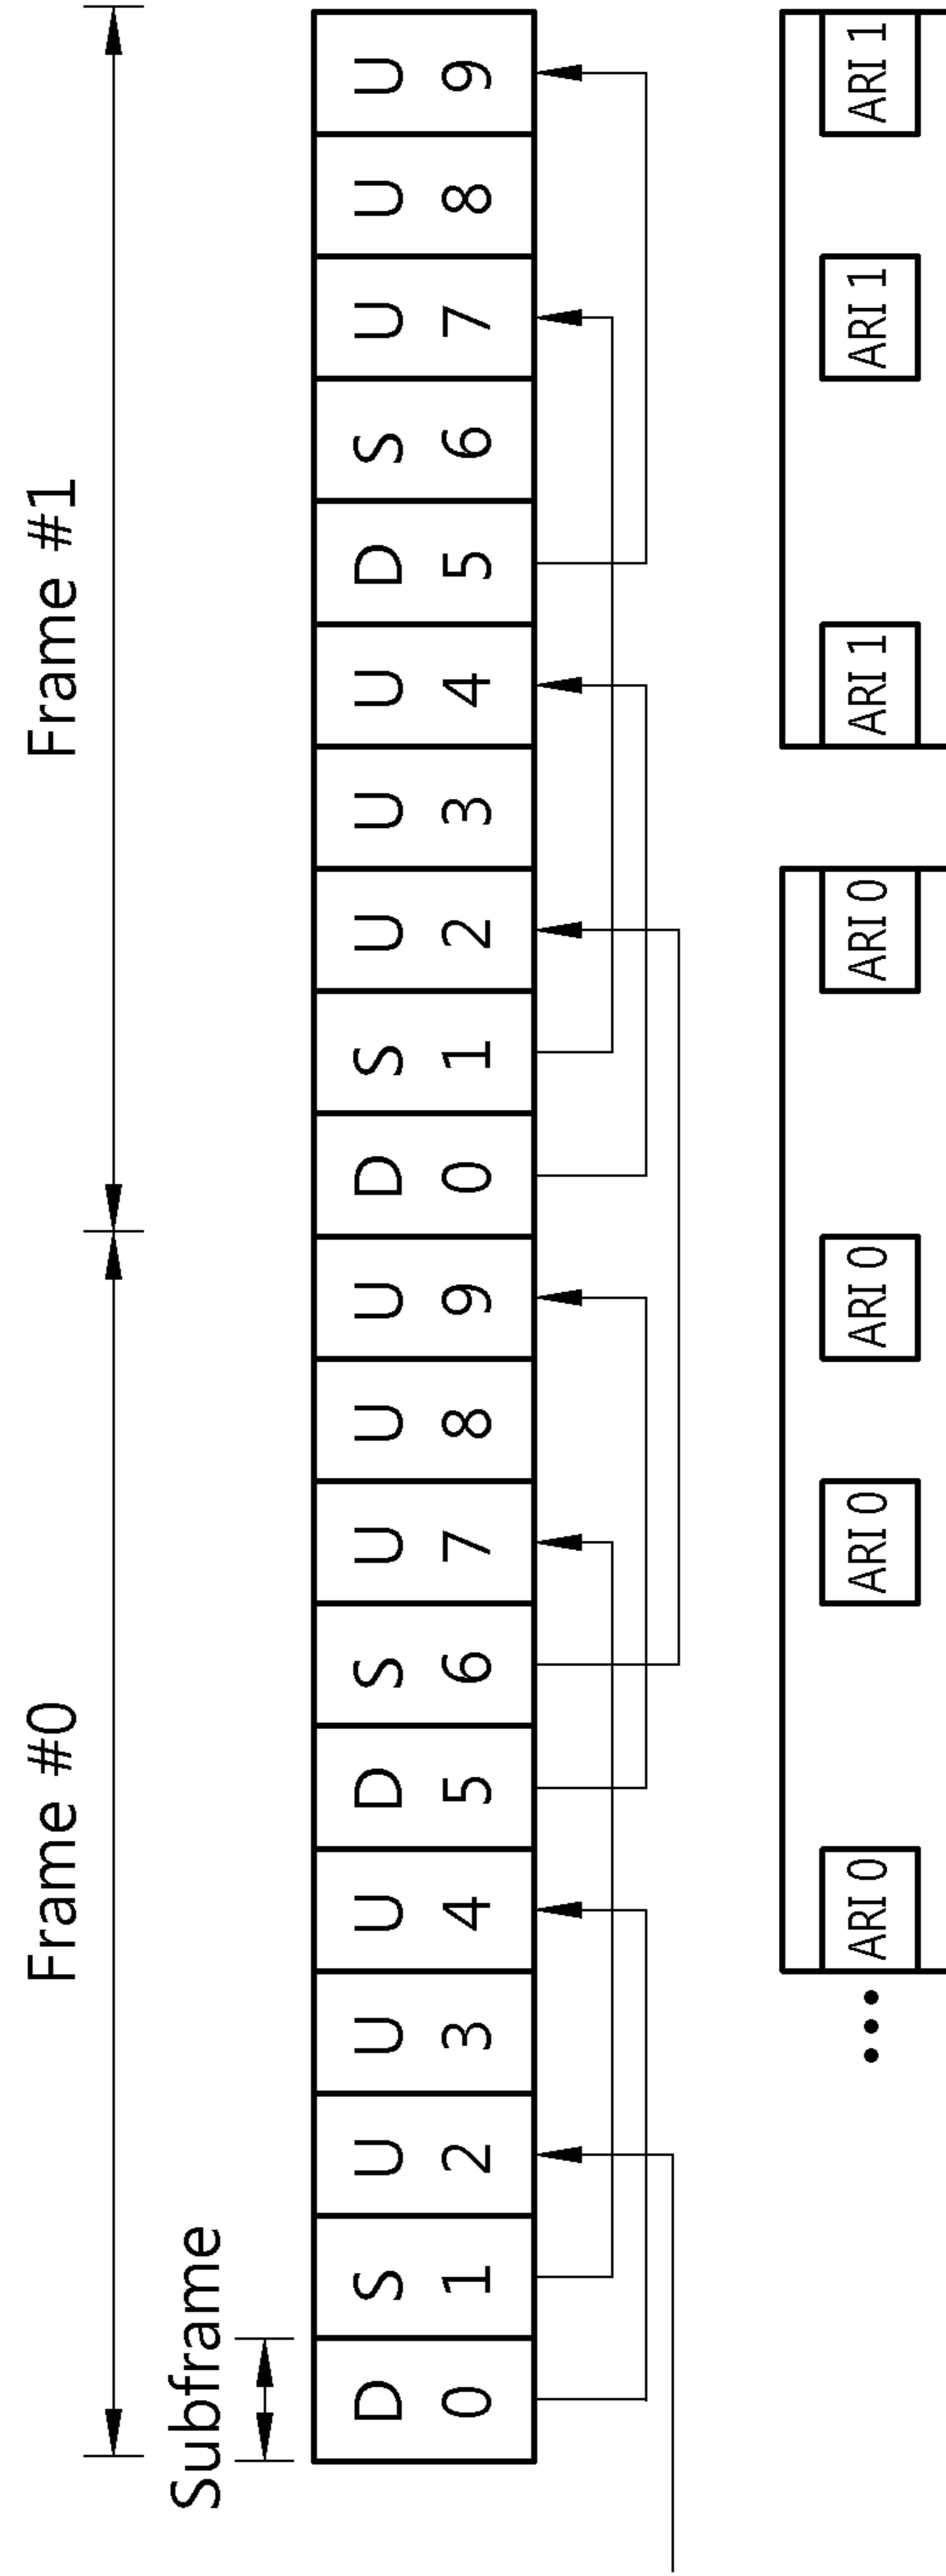 Frame #0 Frame #1
Subframe
D S U U U D S U U U D S U U U D S U U U
0 1 2 3 4 5 6 7 8 9 0 1 2 3 4 5 6 7 8 9
... ARI 0 ARI 0 ARI 0 ARI 0 ARI 1 ARI 1 ARI 1